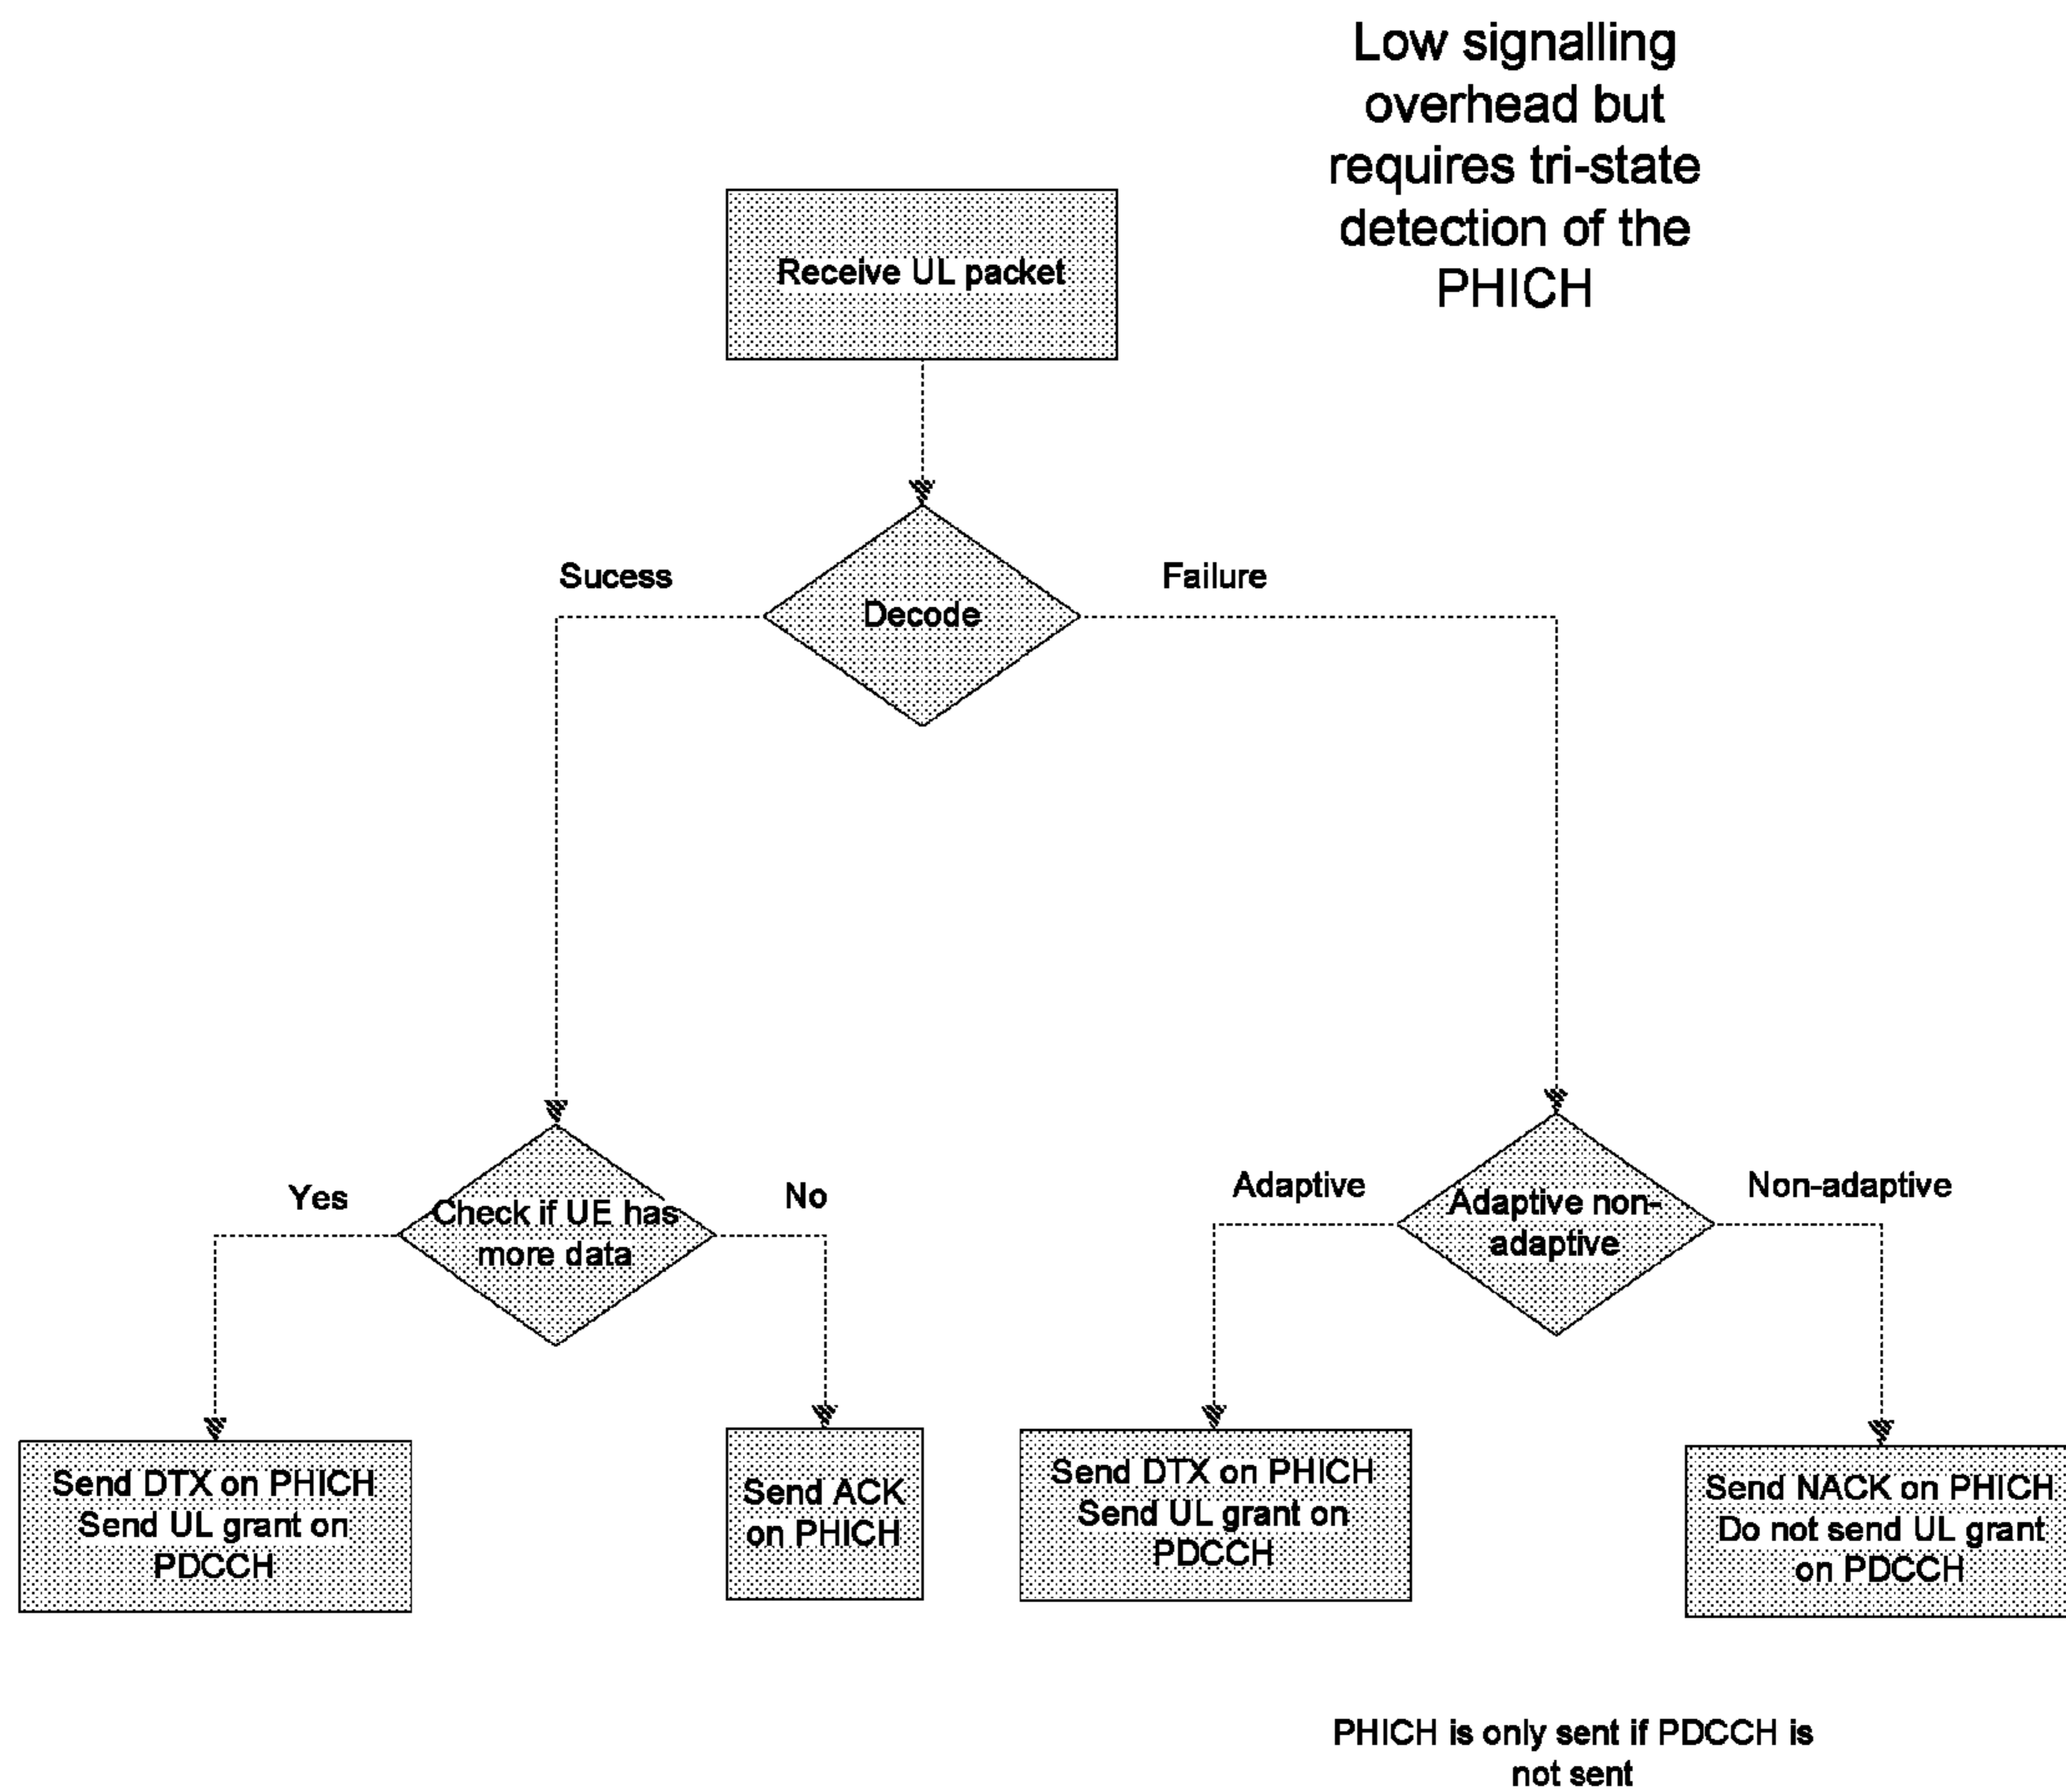 Low signalling
overhead but
requires tri-state
detection of the
PHICH
Receive UL packet
Sucess
Decode
Failure
Yes
Check if UE has
more data
No
Adaptive
Adaptive non-
adaptive
Non-adaptive
Send DTX on PHICH
Send UL grant on
PDCCH
Send ACK
on PHICH
Send DTX on PHICH
Send UL grant on
PDCCH
Send NACK on PHICH
Do not send UL grant
on PDCCH
PHICH is only sent if PDCCH is
not sent